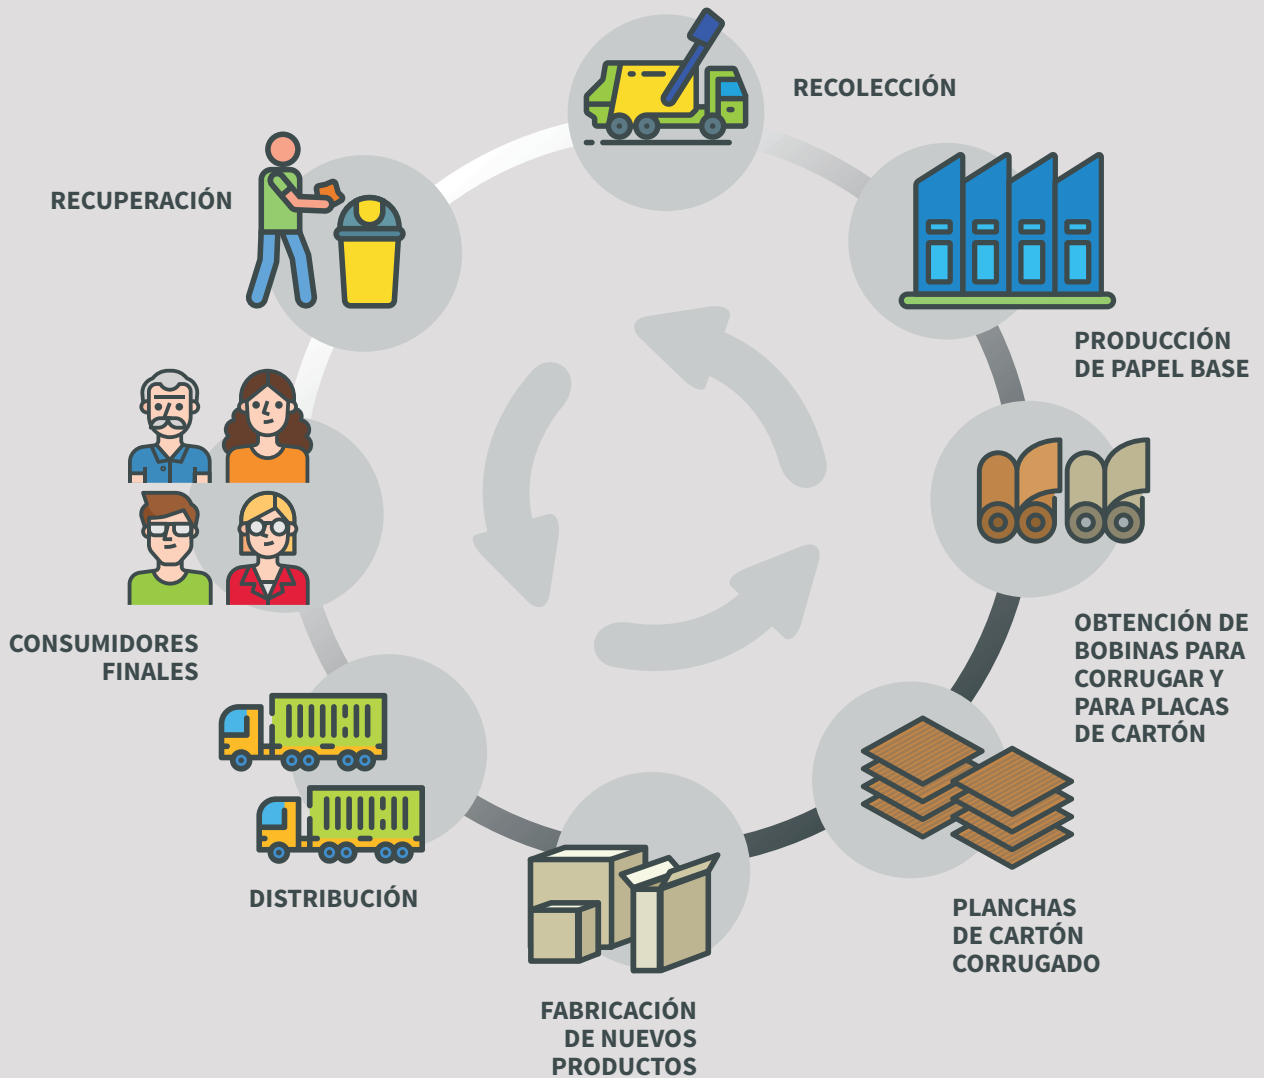 RECOLECCIÓN
RECUPERACIÓN
PRODUCCIÓN
DE PAPEL BASE
OBTENCIÓN DE
BOBINAS PARA
CORRUGAR Y
PARA PLACAS
DE CARTÓN
CONSUMIDORES
FINALES
DISTRIBUCIÓN
PLANCHAS
DE CARTÓN
CORRUGADO
FABRICACIÓN
DE NUEVOS
PRODUCTOS